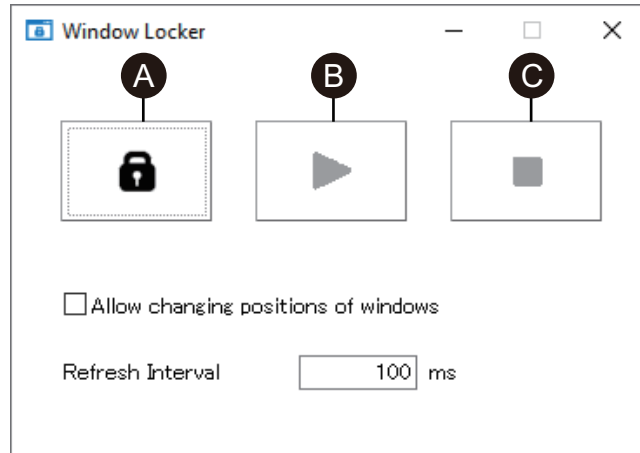 Window Locker
A B C
Allow changing positions of windows
Refresh Interval 100 ms